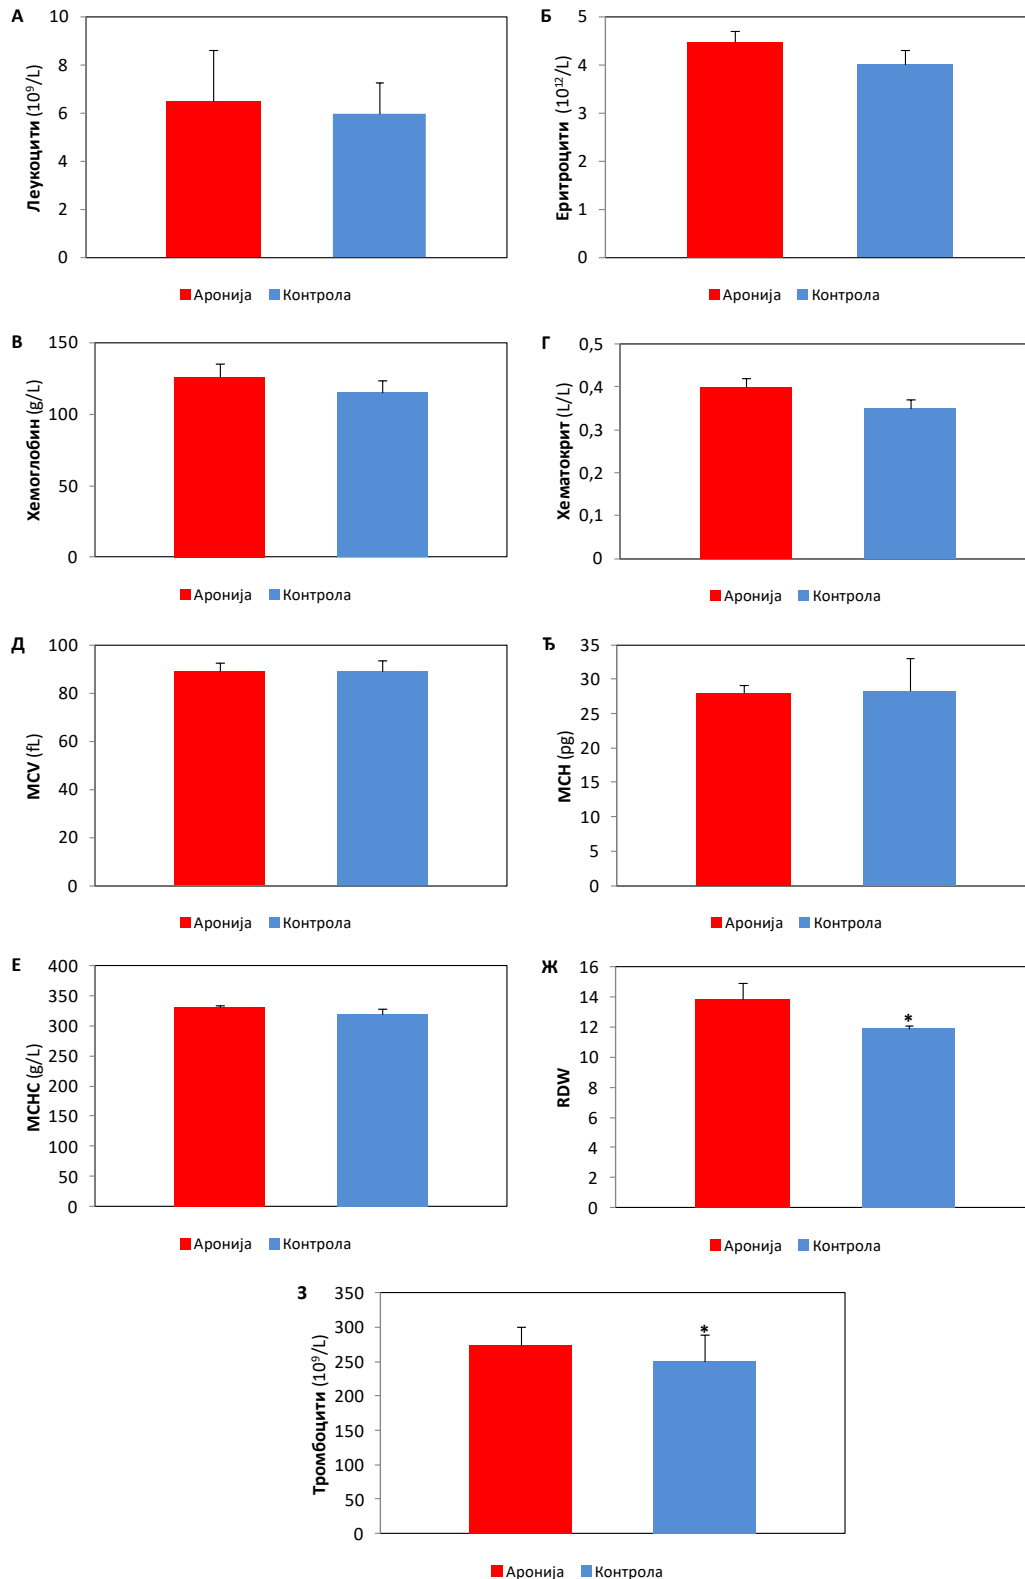 А
Леукоцити (10⁹/L)
10
8
6
4
2
0
Аронија Контрола
Б
Еритроцити (10¹²/L)
5
4
3
2
1
0
Аронија Контрола
В
Хемоглобин (g/L)
150
100
50
0
Аронија Контрола
Г
Хематокрит (L/L)
0,5
0,4
0,3
0,2
0,1
0
Аронија Контрола
Д
MCV (fL)
100
80
60
40
20
0
Аронија Контрола
Ђ
MCH (pg)
35
30
25
20
15
10
5
0
Аронија Контрола
Е
MCHC (g/L)
400
350
300
250
200
150
100
50
0
Аронија Контрола
Ж
RDW
16
14
12
10
8
6
4
2
0
*
Аронија Контрола
З
Тромбоцити (10⁹/L)
350
300
250
200
150
100
50
0
*
Аронија Контрола